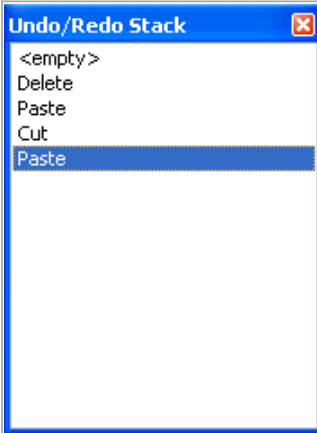 Undo/Redo Stack
<empty>
Delete
Paste
Cut
Paste